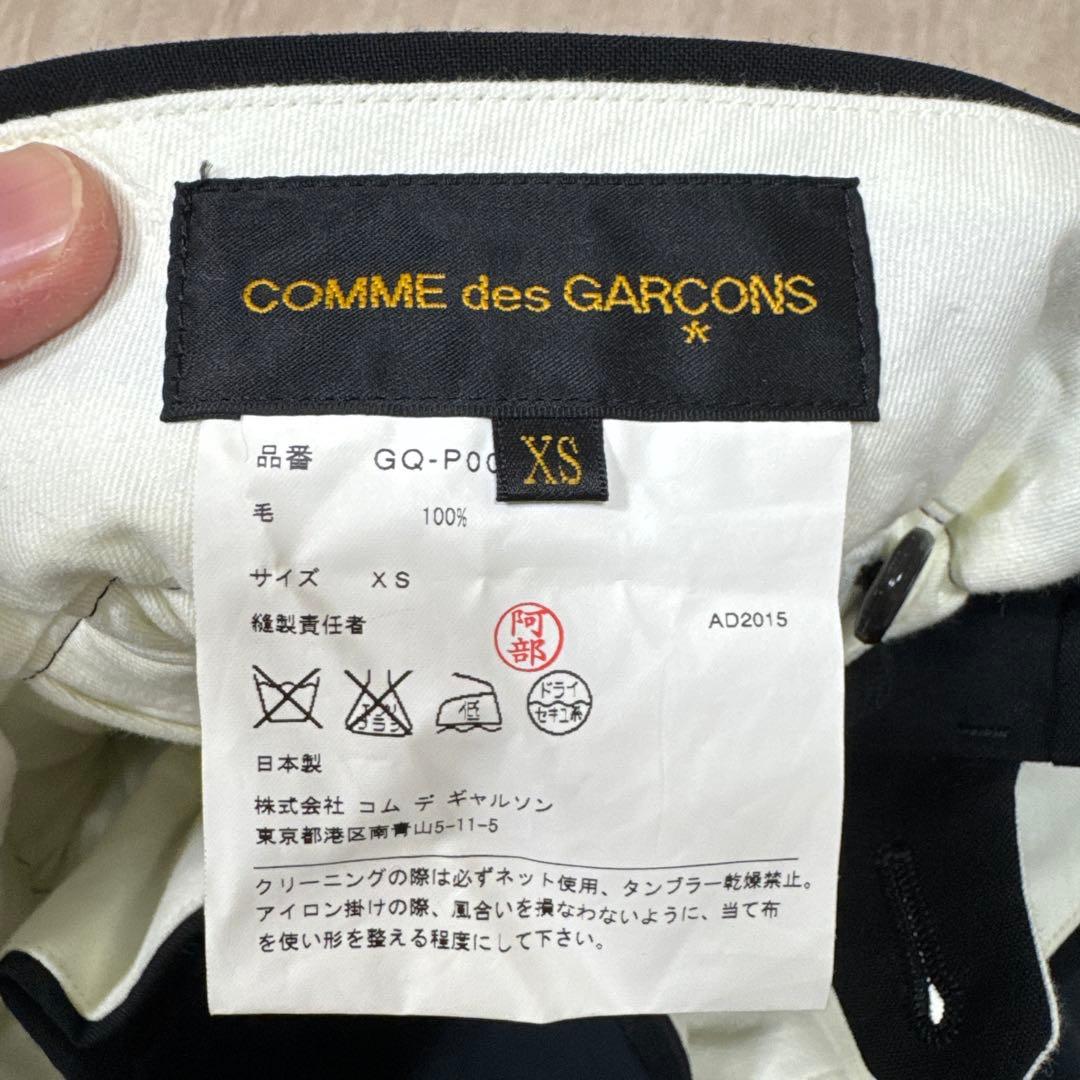 COMME des GARÇONS
*
XS
品番 GQ-P00
毛 100%
サイズ XS
縫製責任者 阿部 AD2015
エンソ サラシ 低 ドライ セキユ系
日本製
株式会社 コム デ ギャルソン
東京都港区南青山5-11-5
クリーニングの際は必ずネット使用、タンブラー乾燥禁止。
アイロン掛けの際、風合いを損なわないように、当て布
を使い形を整える程度にして下さい。